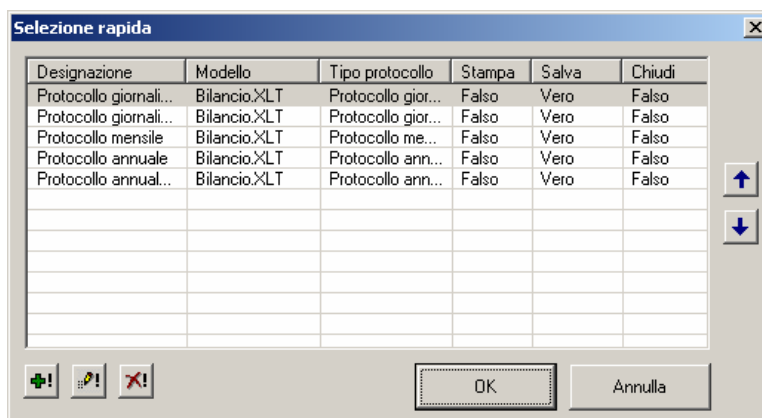 Selezione rapida
Designazione Modello Tipo protocollo Stampa Salva Chiudi
Protocollo giornali... Bilancio.XLT Protocollo gior... Falso Vero Falso
Protocollo giornali... Bilancio.XLT Protocollo gior... Falso Vero Falso
Protocollo mensile Bilancio.XLT Protocollo me... Falso Vero Falso
Protocollo annuale Bilancio.XLT Protocollo ann... Falso Vero Falso
Protocollo annual... Bilancio.XLT Protocollo ann... Falso Vero Falso
OK Annulla